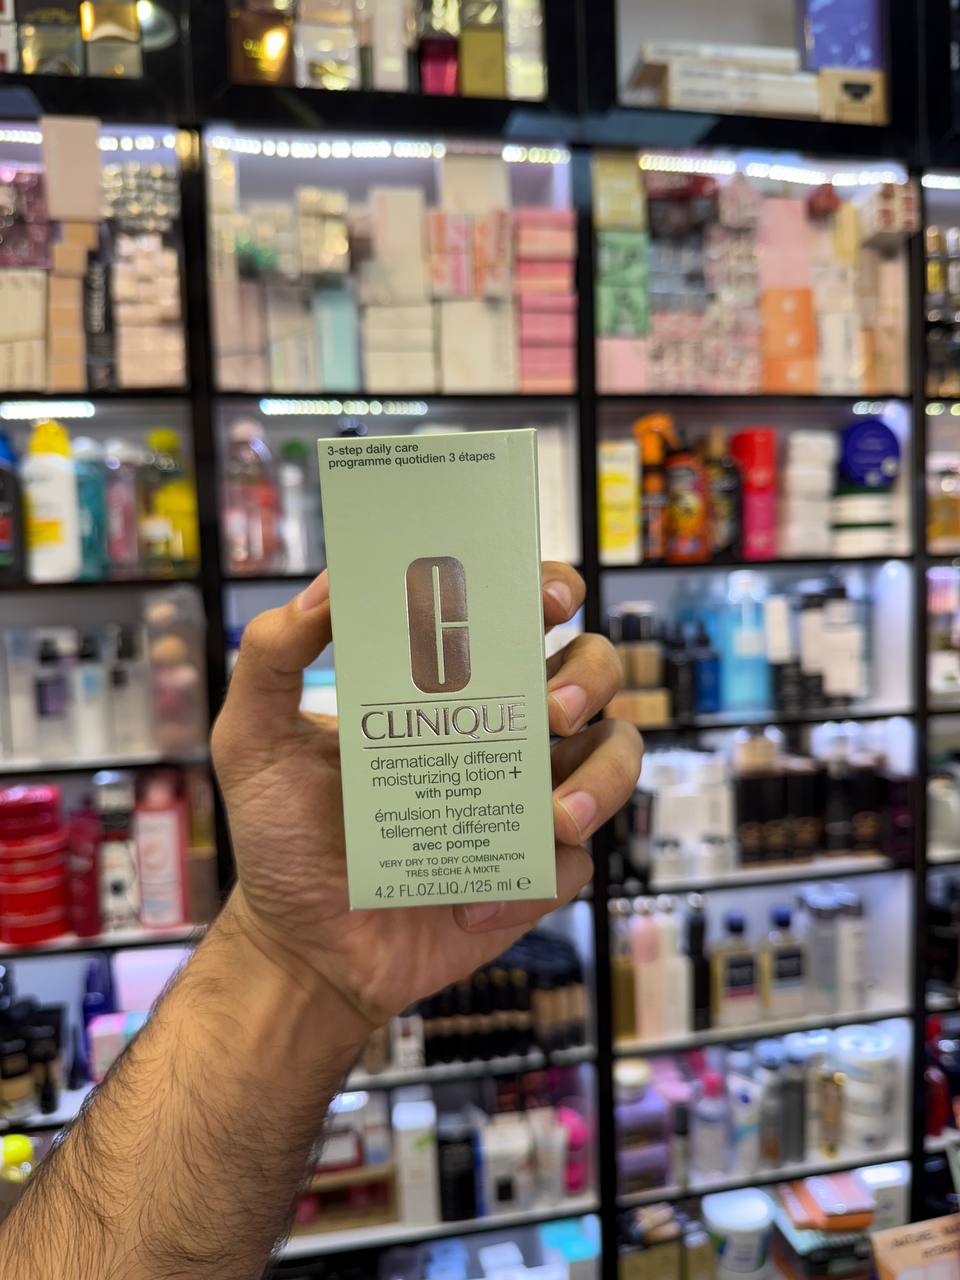 3-step daily care
programme quotidien 3 étapes
CLINIQUE
dramatically different
moisturizing lotion +
with pump
émulsion hydratante
tellement différente
avec pompe
VERY DRY TO DRY COMBINATION
TRÈS SÈCHE À MIXTE
4.2 FL.OZ.LIQ./125 ml ℮